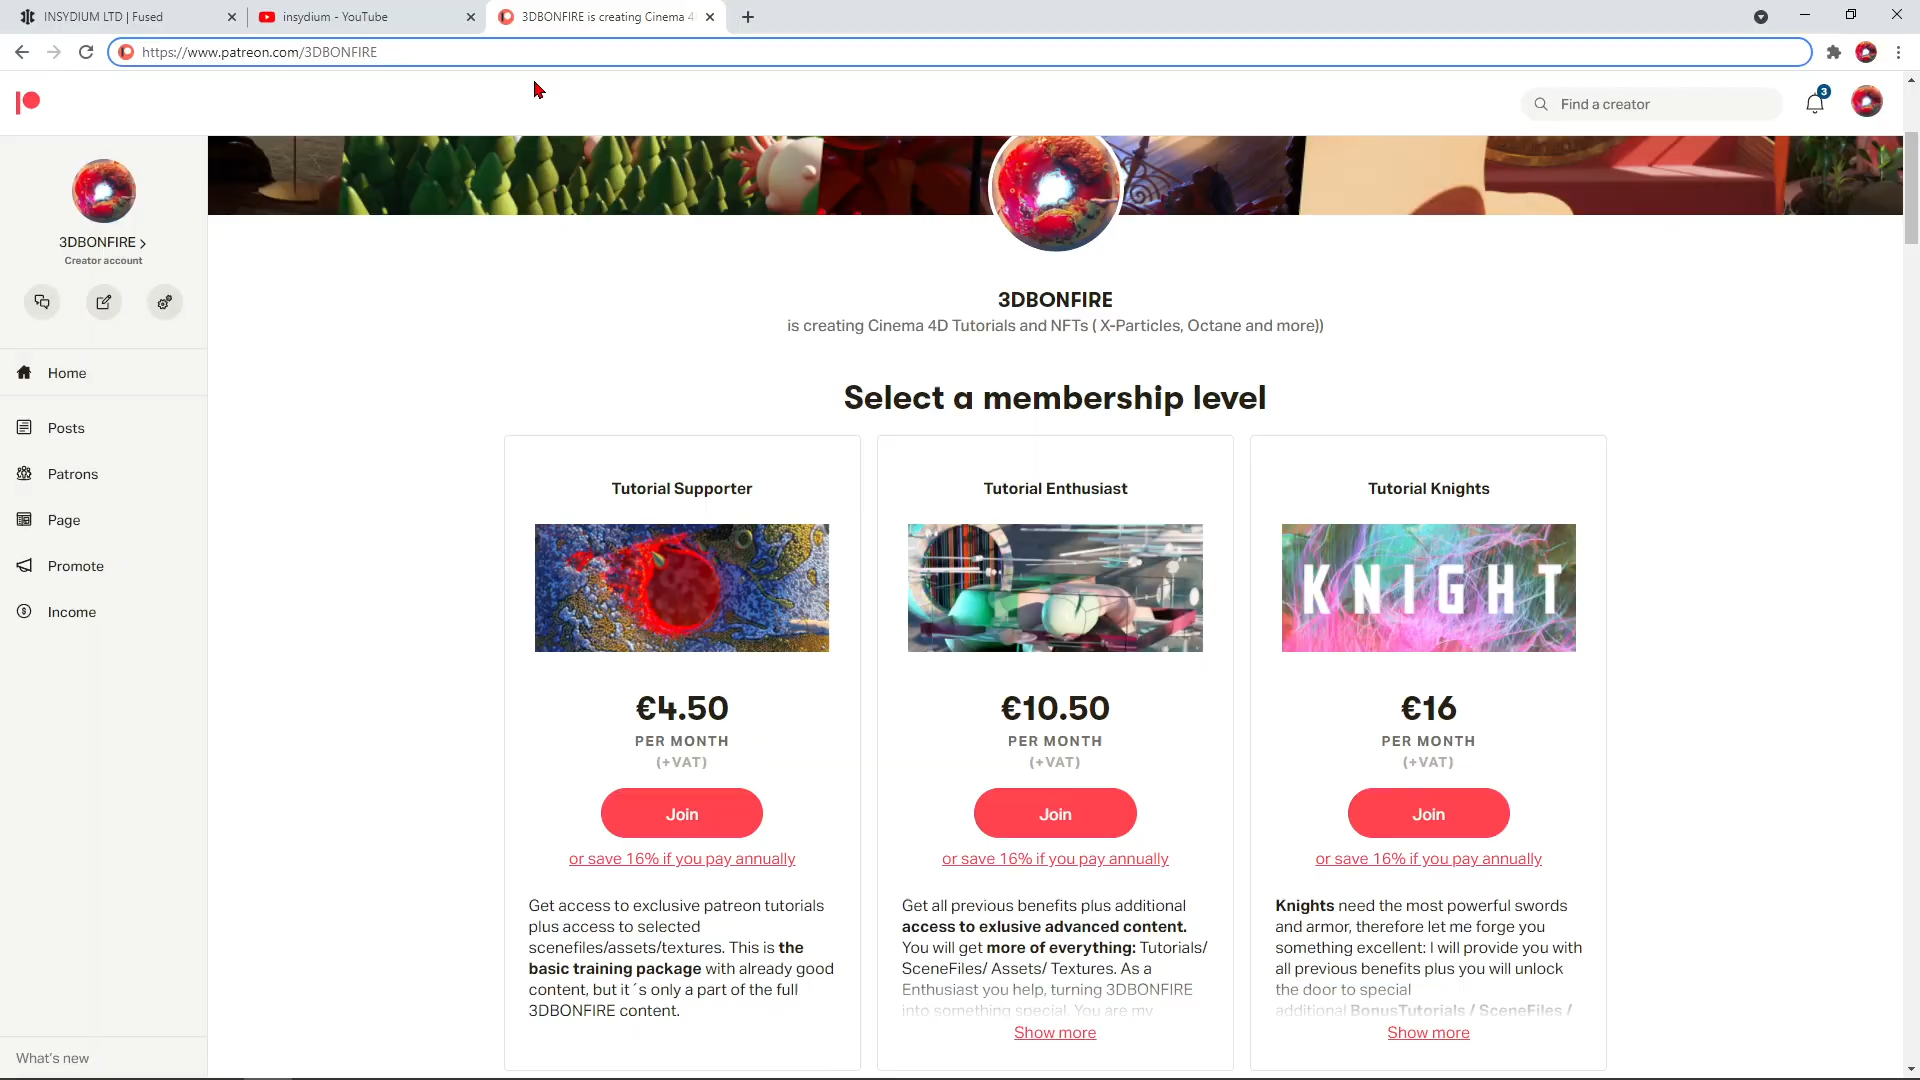 INSYDIUM LTD | Fused
insydium - YouTube
3DBONFIRE is creating Cinema 4
https://www.patreon.com/3DBONFIRE
Find a creator
3
3DBONFIRE
Creator account
Home
Posts
Patrons
Page
Promote
Income
What's new
3DBONFIRE
is creating Cinema 4D Tutorials and NFTs ( X-Particles, Octane and more))
Select a membership level
Tutorial Supporter
€4.50
PER MONTH
(+VAT)
Join
or save 16% if you pay annually
Get access to exclusive patreon tutorials
plus access to selected
scenefiles/assets/textures. This is the
basic training package with already good
content, but it´s only a part of the full
3DBONFIRE content.
Tutorial Enthusiast
€10.50
PER MONTH
(+VAT)
Join
or save 16% if you pay annually
Get all previous benefits plus additional
access to exlusive advanced content.
You will get more of everything: Tutorials/
SceneFiles/ Assets/ Textures. As a
Enthusiast you help, turning 3DBONFIRE
into something special. You are my
Show more
Tutorial Knights
KNIGHT
€16
PER MONTH
(+VAT)
Join
or save 16% if you pay annually
Knights need the most powerful swords
and armor, therefore let me forge you
something excellent: I will provide you with
all previous benefits plus you will unlock
the door to special
additional BonusTutorials / SceneFiles /
Show more